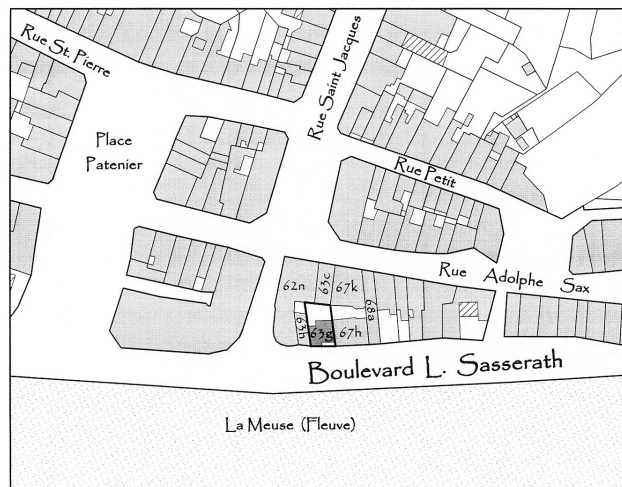 Rue St. Pierre
Rue Saint Jacques
Place
Patenier
Rue Petit
Rue Adolphe Sax
62n
63c
67k
68a
63h
63g
67h
Boulevard L. Sasserath
La Meuse (Fleuve)